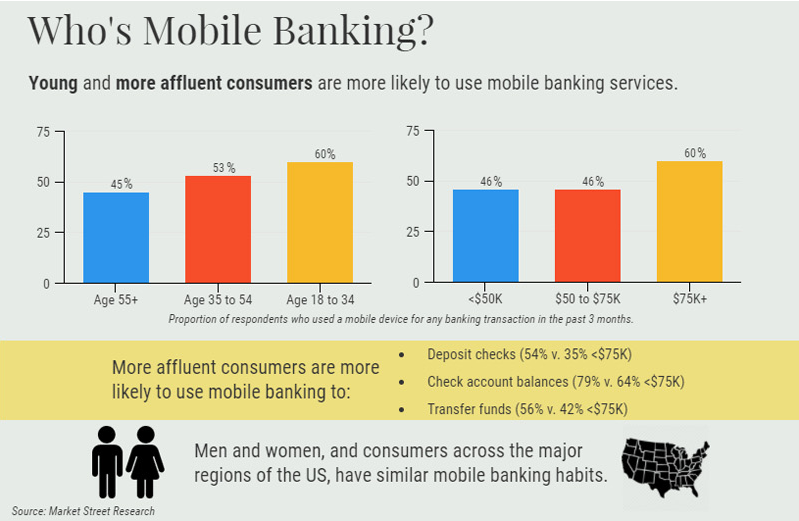 Who's Mobile Banking?
Young and more affluent consumers are more likely to use mobile banking services.
75
50
25
0
45%
53%
60%
Age 55+
Age 35 to 54
Age 18 to 34
75
50
25
0
46%
46%
60%
<$50K
$50 to $75K
$75K+
Proportion of respondents who used a mobile device for any banking transaction in the past 3 months.
More affluent consumers are more
likely to use mobile banking to:
• Deposit checks (54% v. 35% <$75K)
• Check account balances (79% v. 64% <$75K)
• Transfer funds (56% v. 42% <$75K)
Men and women, and consumers across the major
regions of the US, have similar mobile banking habits.
Source: Market Street Research